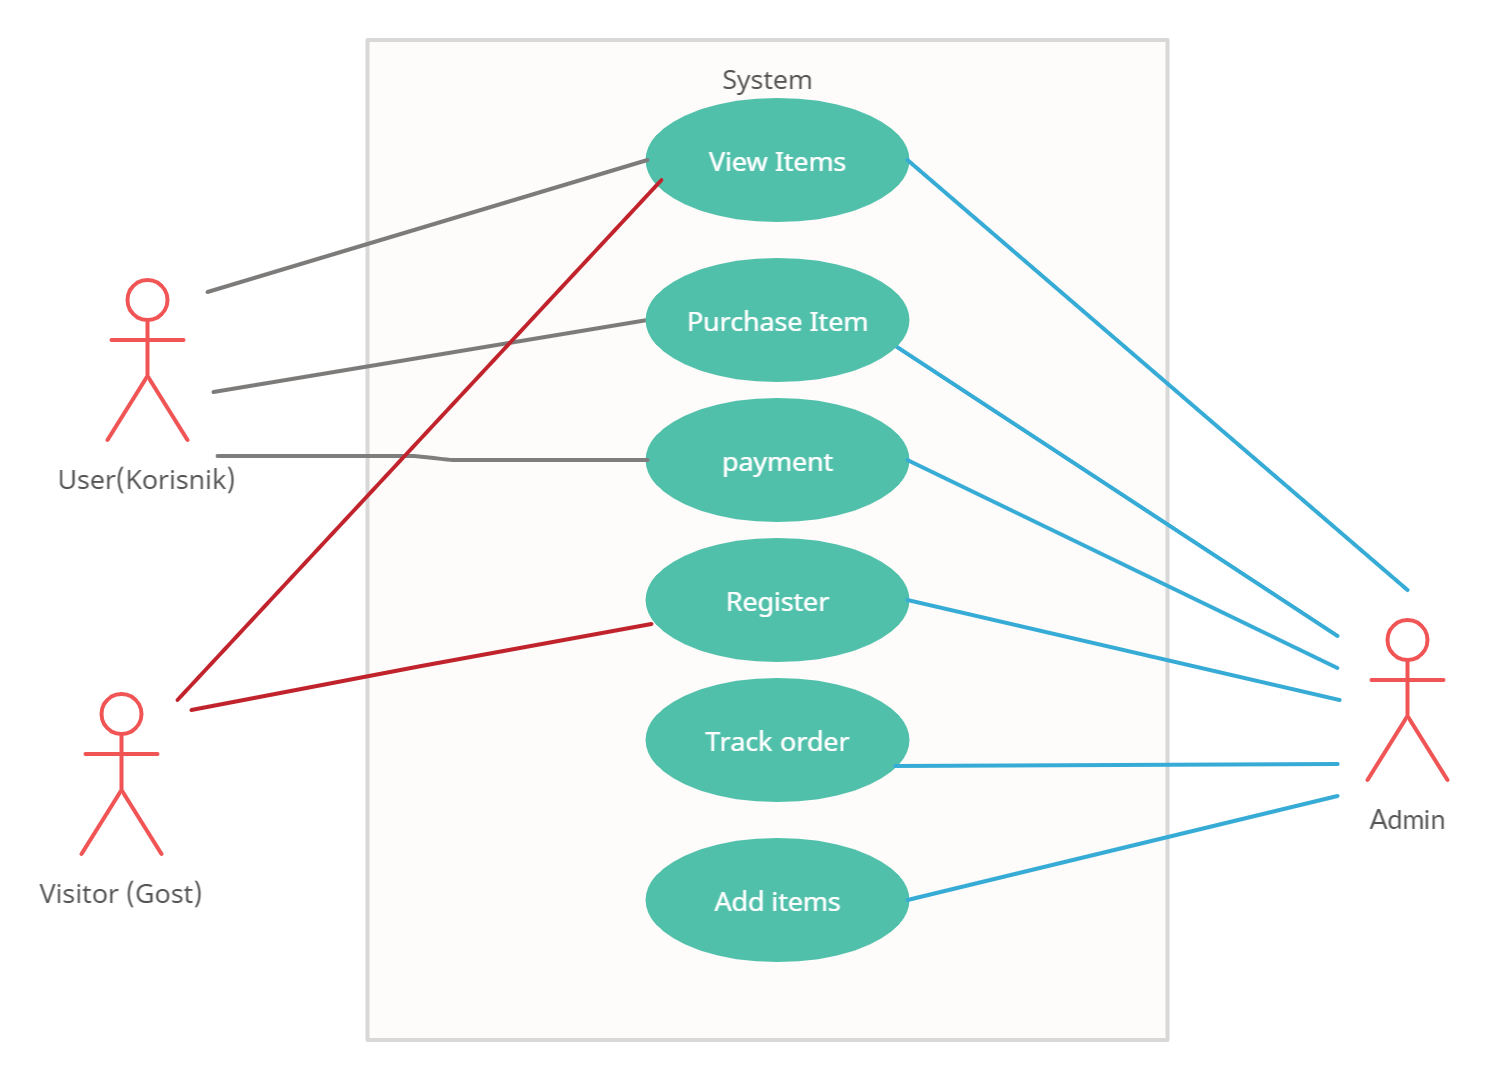 System
View Items
Purchase Item
payment
User(Korisnik)
Register
Track order
Admin
Visitor (Gost)
Add items